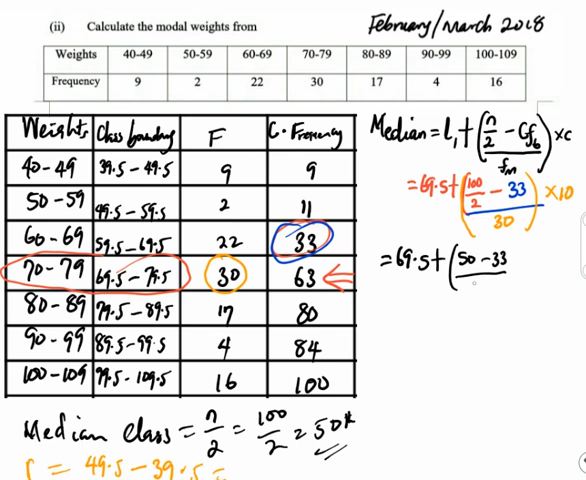 (ii) Calculate the modal weights from
February/March 2018
Weights 40-49 50-59 60-69 70-79 80-89 90-99 100-109
Frequency 9 2 22 30 17 4 16
Weights Class boundary F C. Frequency
40-49 39.5-49.5 9 9
50-59 49.5-59.5 2 11
60-69 59.5-69.5 22 33
70-79 69.5-79.5 30 63
80-89 79.5-89.5 17 80
90-99 89.5-99.5 4 84
100-109 99.5-109.5 16 100
Median = L₁ + (n/2 - Cf_b / f_m) × C
= 69.5 + (100/2 - 33 / 30) × 10
= 69.5 + (50-33
Median class = n/2 = 100/2 = 50th
C = 49.5-39.5 =